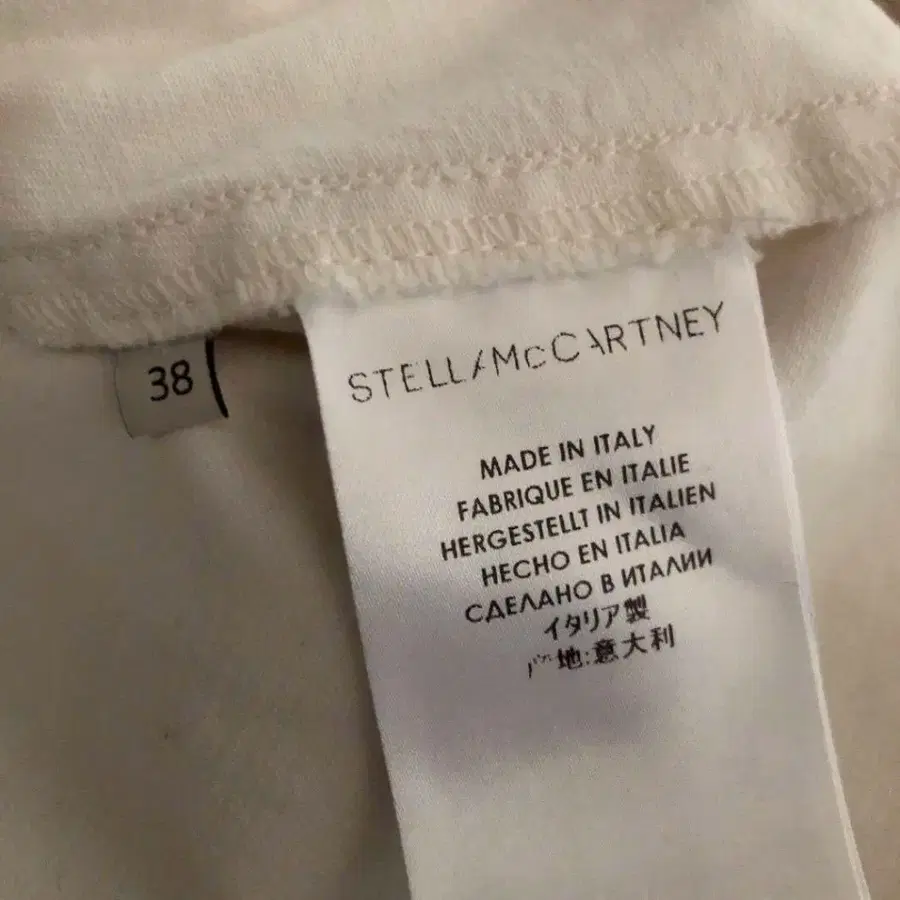 38
STELLA McCARTNEY
MADE IN ITALY
FABRIQUE EN ITALIE
HERGESTELLT IN ITALIEN
HECHO EN ITALIA
СДЕЛАНО В ИТАЛИИ
イタリア製
产地:意大利